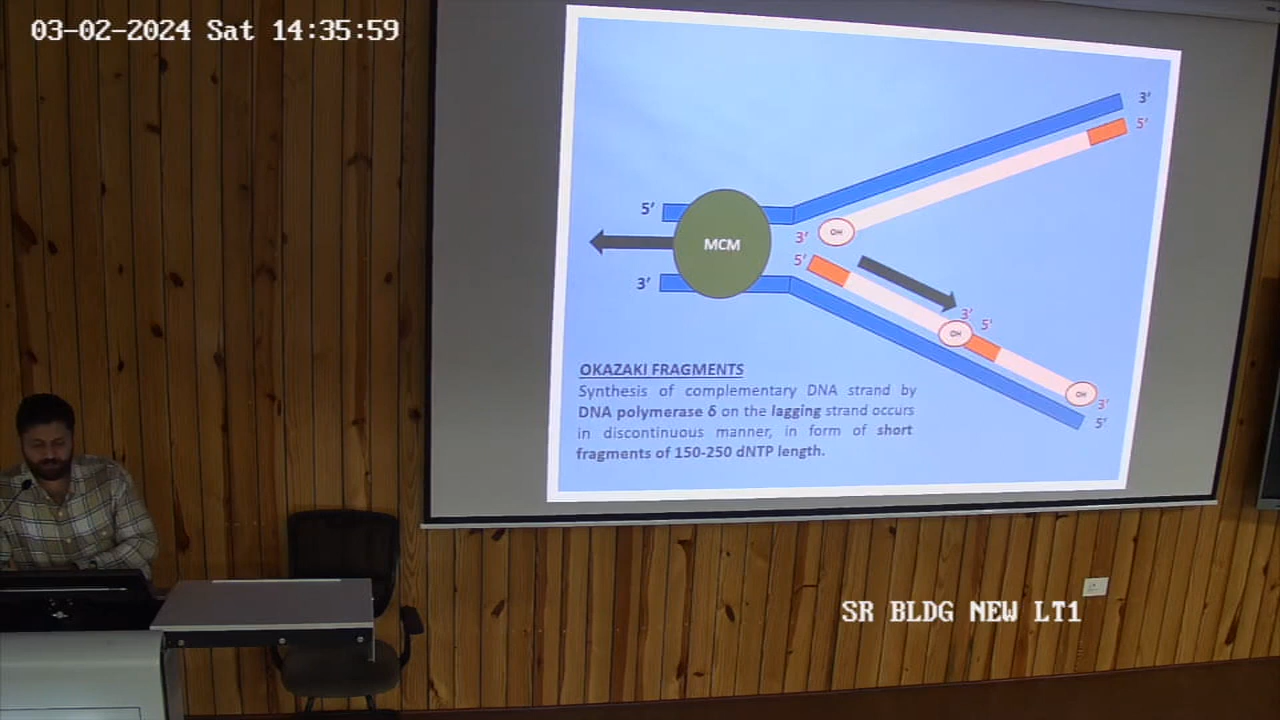 03-02-2024 Sat 14:35:59
3’
5’
5’
MCM
3’
OH
5’
3’
3’
5’
OH
OH
3’
5’
OKAZAKI FRAGMENTS
Synthesis of complementary DNA strand by
DNA polymerase δ on the lagging strand occurs
in discontinuous manner, in form of short
fragments of 150-250 dNTP length.
SR BLDG NEW LT1